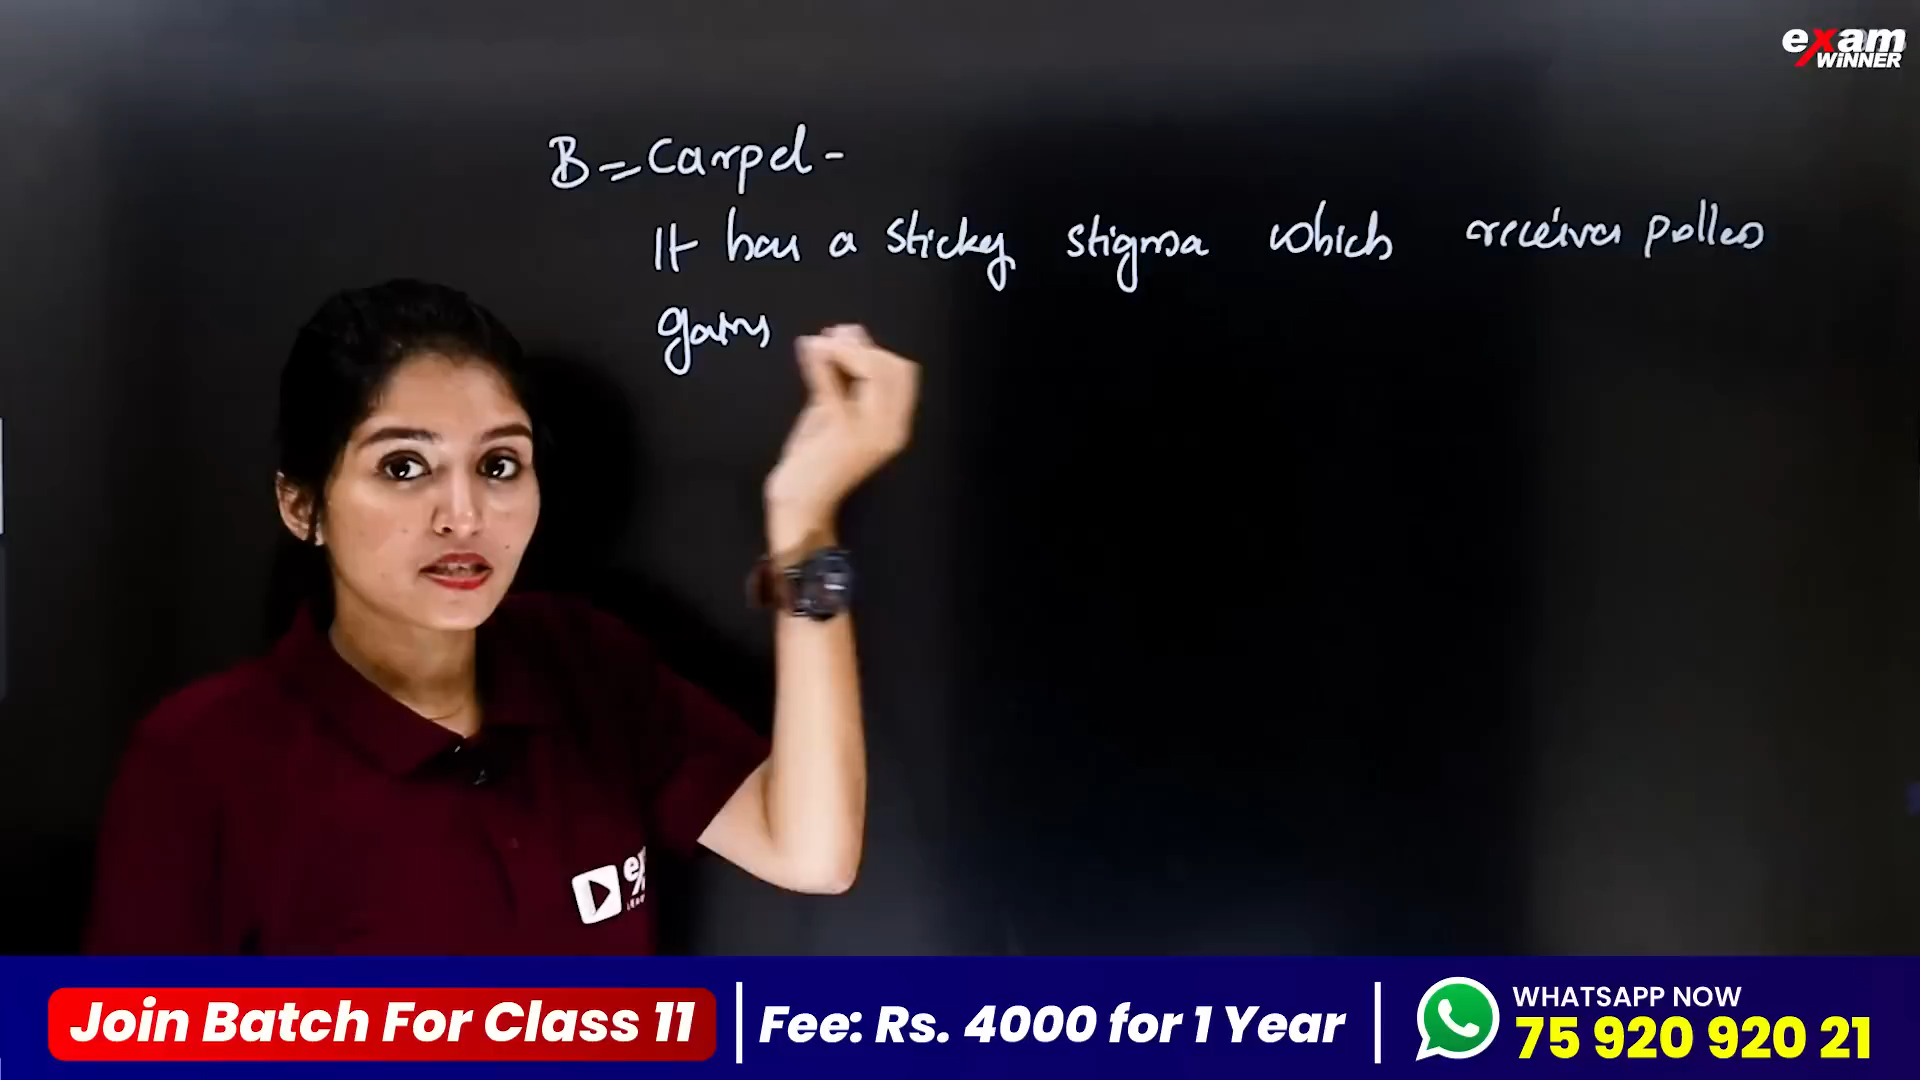 exam
WINNER
B = Carpel -
It has a sticky stigma which receives pollen
gains
Join Batch For Class 11
Fee: Rs. 4000 for 1 Year
WHATSAPP NOW
75 920 920 21